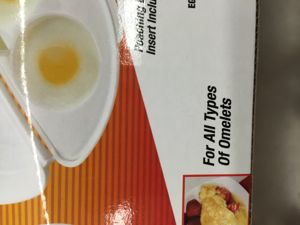 Poaching
Insert Inclu
For All Types
Of Omelets